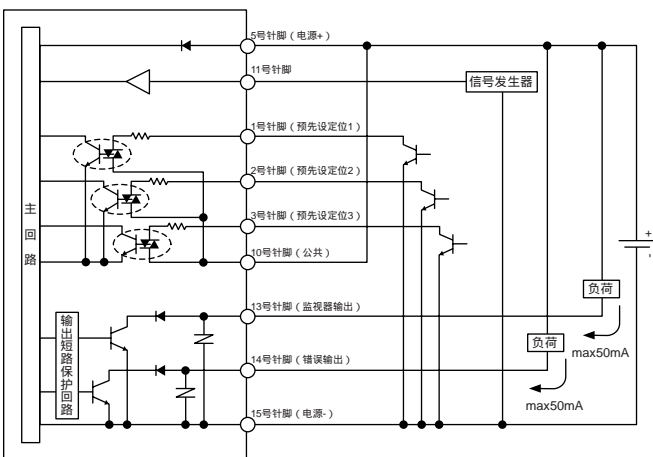 5号针脚（电源+）
11号针脚
信号发生器
1号针脚（预先设定位1）
2号针脚（预先设定位2）
3号针脚（预先设定位3）
主回路
10号针脚（公共）
+
-
负荷
13号针脚（监视器输出）
输出短路保护回路
负荷
max50mA
14号针脚（错误输出）
max50mA
15号针脚（电源-）